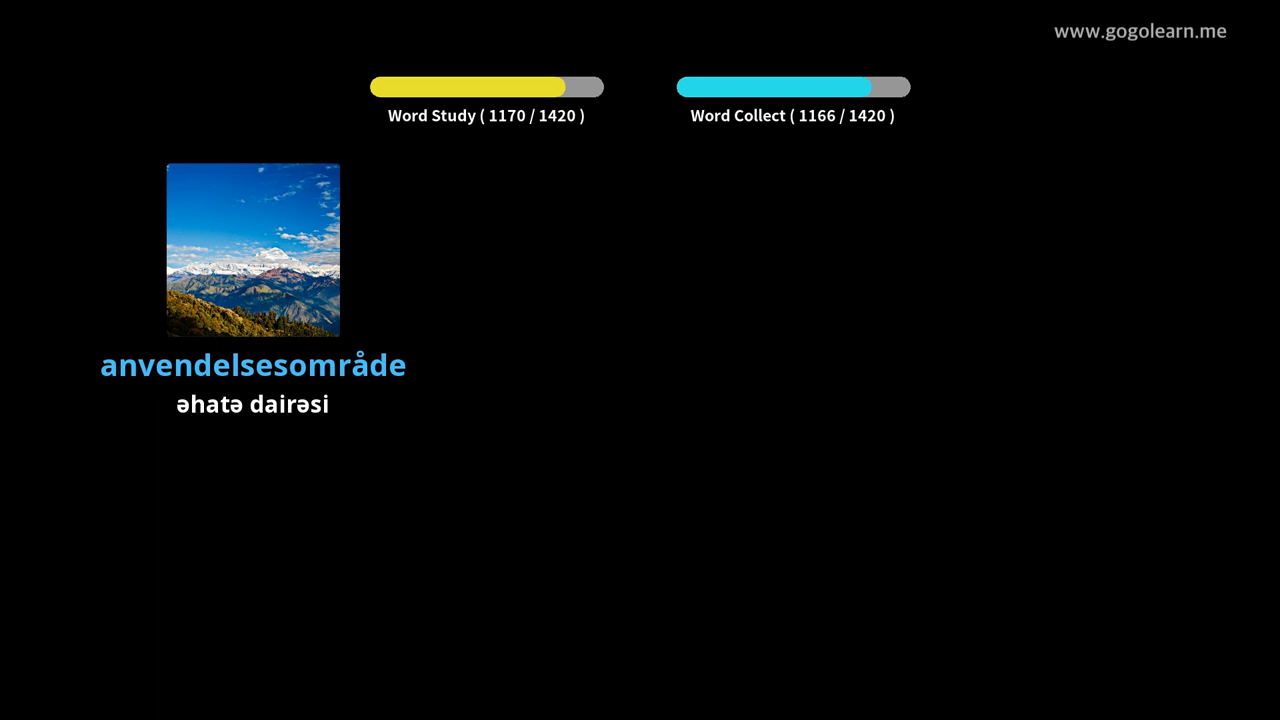 www.gogolearn.me
Word Study ( 1170 / 1420 )
Word Collect ( 1166 / 1420 )
anvendelsesområde
əhatə dairəsi